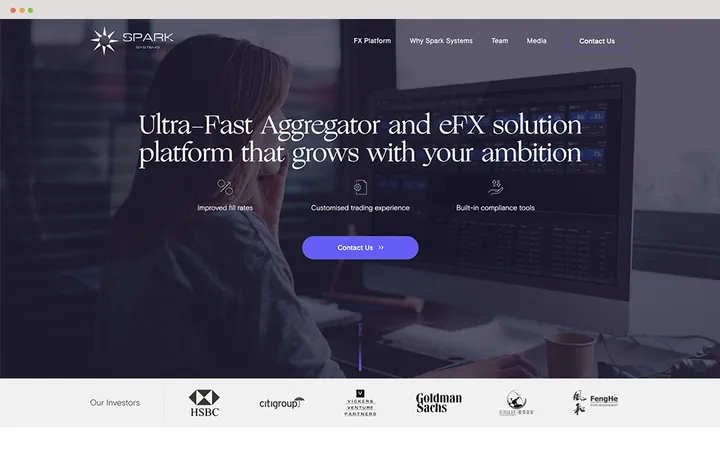 SPARK
SYSTEMS
FX Platform
Why Spark Systems
Team
Media
Contact Us
Ultra–Fast Aggregator and eFX solution
platform that grows with your ambition
Improved fill rates
Customised trading experience
Built-in compliance tools
Contact Us >>
Our Investors
HSBC
citigroup
V
VICKERS
VENTURE
PARTNERS
Goldman
Sachs
FengHe